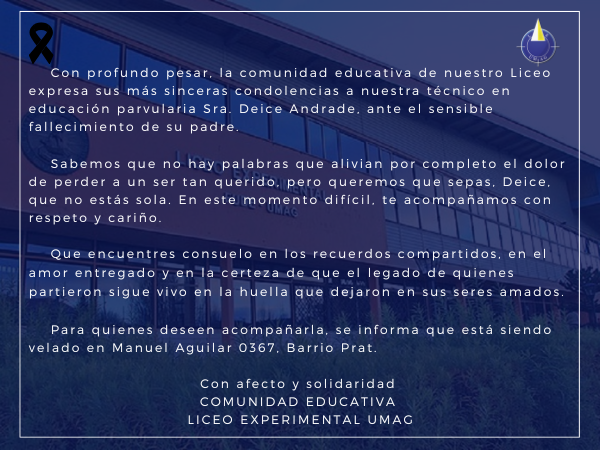 Con profundo pesar, la comunidad educativa de nuestro Liceo
expresa sus más sinceras condolencias a nuestra técnico en
educación parvularia Sra. Deice Andrade, ante el sensible
fallecimiento de su padre.
Sabemos que no hay palabras que alivian por completo el dolor
de perder a un ser tan querido, pero queremos que sepas, Deice,
que no estás sola. En este momento difícil, te acompañamos con
respeto y cariño.
Que encuentres consuelo en los recuerdos compartidos, en el
amor entregado y en la certeza de que el legado de quienes
partieron sigue vivo en la huella que dejaron en sus seres amados.
Para quienes deseen acompañarla, se informa que está siendo
velado en Manuel Aguilar 0367, Barrio Prat.
Con afecto y solidaridad
COMUNIDAD EDUCATIVA
LICEO EXPERIMENTAL UMAG